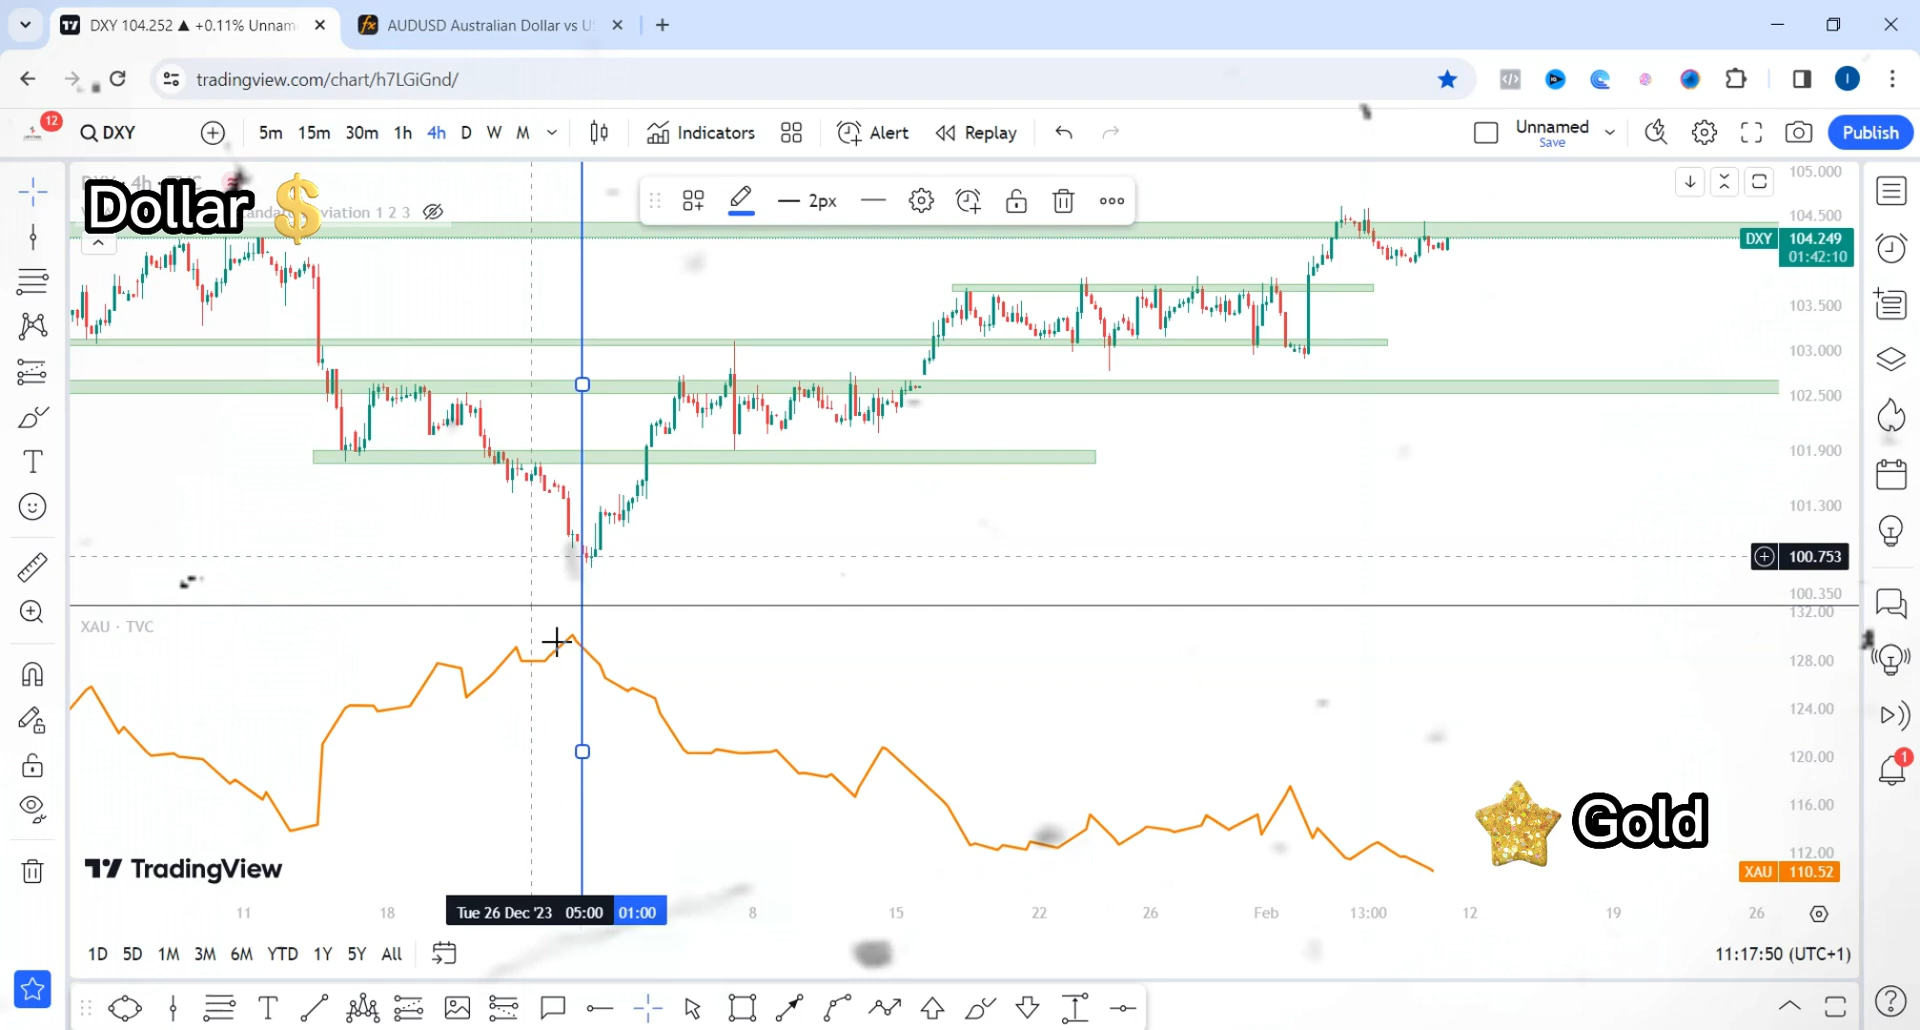 DXY 104.252 ▲ +0.11% Unnam
AUDUSD Australian Dollar vs U
tradingview.com/chart/h7LGiGnd/
12
DXY
5m 15m 30m 1h 4h D W M
Indicators
Alert
Replay
Unnamed
Save
Publish
I
Dollar
viation 1 2 3
2px
105.000
104.500
DXY 104.249
01:42:10
103.500
103.000
102.500
101.900
101.300
100.753
100.350
132.00
XAU · TVC
128.00
124.00
120.00
116.00
112.00
Gold
XAU 110.52
1
TradingView
11 18
Tue 26 Dec '23 05:00 01:00
8 15 22 26 Feb 13:00 12 19 26
1D 5D 1M 3M 6M YTD 1Y 5Y All
11:17:50 (UTC+1)